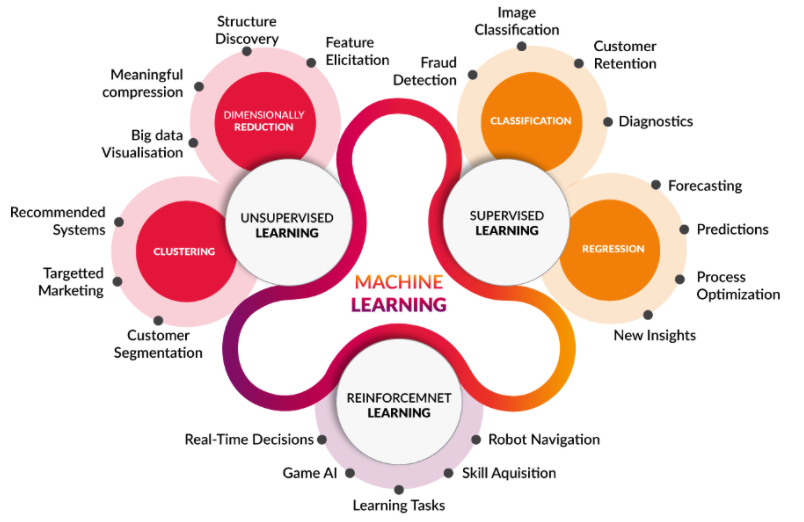 Structure
Discovery
Feature
Elicitation
Meaningful
compression
Big data
Visualisation
DIMENSIONALLY
REDUCTION
UNSUPERVISED
LEARNING
Recommended
Systems
Targetted
Marketing
Customer
Segmentation
CLUSTERING
Image
Classification
Fraud
Detection
Customer
Retention
Diagnostics
CLASSIFICATION
SUPERVISED
LEARNING
Forecasting
Predictions
Process
Optimization
New Insights
REGRESSION
MACHINE
LEARNING
REINFORCEMNET
LEARNING
Real-Time Decisions
Game AI
Learning Tasks
Skill Aquisition
Robot Navigation